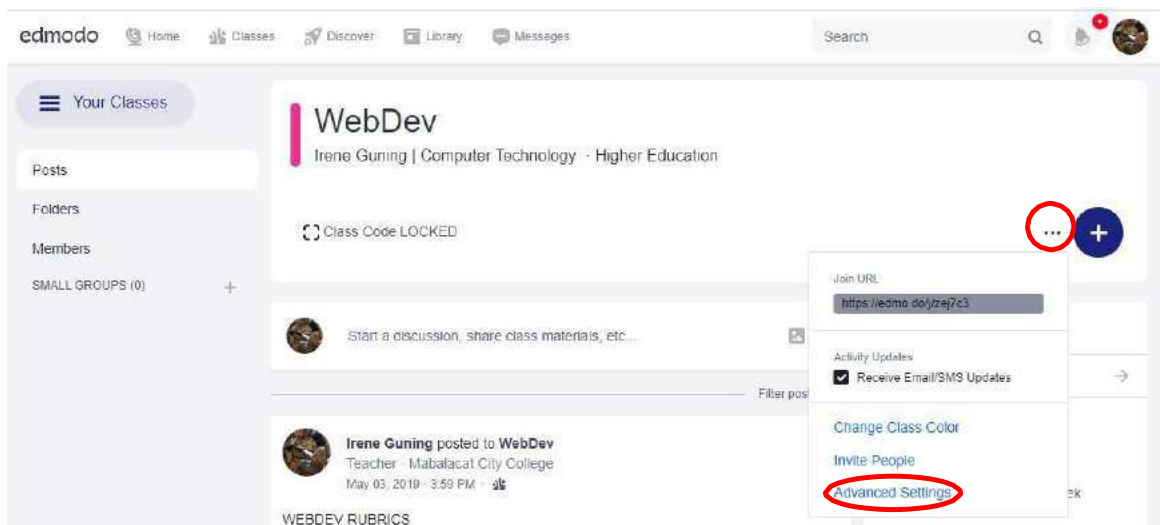 edmodo Home Classes Discover Library Messages Search
Your Classes
WebDev
Irene Guning | Computer Technology · Higher Education
Posts
Folders
Members
SMALL GROUPS (0) +
Class Code LOCKED
... +
Join URL
https://edmo.do/j/zej7c3
Activity Updates
Receive Email/SMS Updates
Change Class Color
Invite People
Advanced Settings
Start a discussion, share class materials, etc...
Filter pos
Irene Guning posted to WebDev
Teacher · Mabalacat City College
May 03, 2019 · 3:59 PM ·
WEBDEV RUBRICS
ek